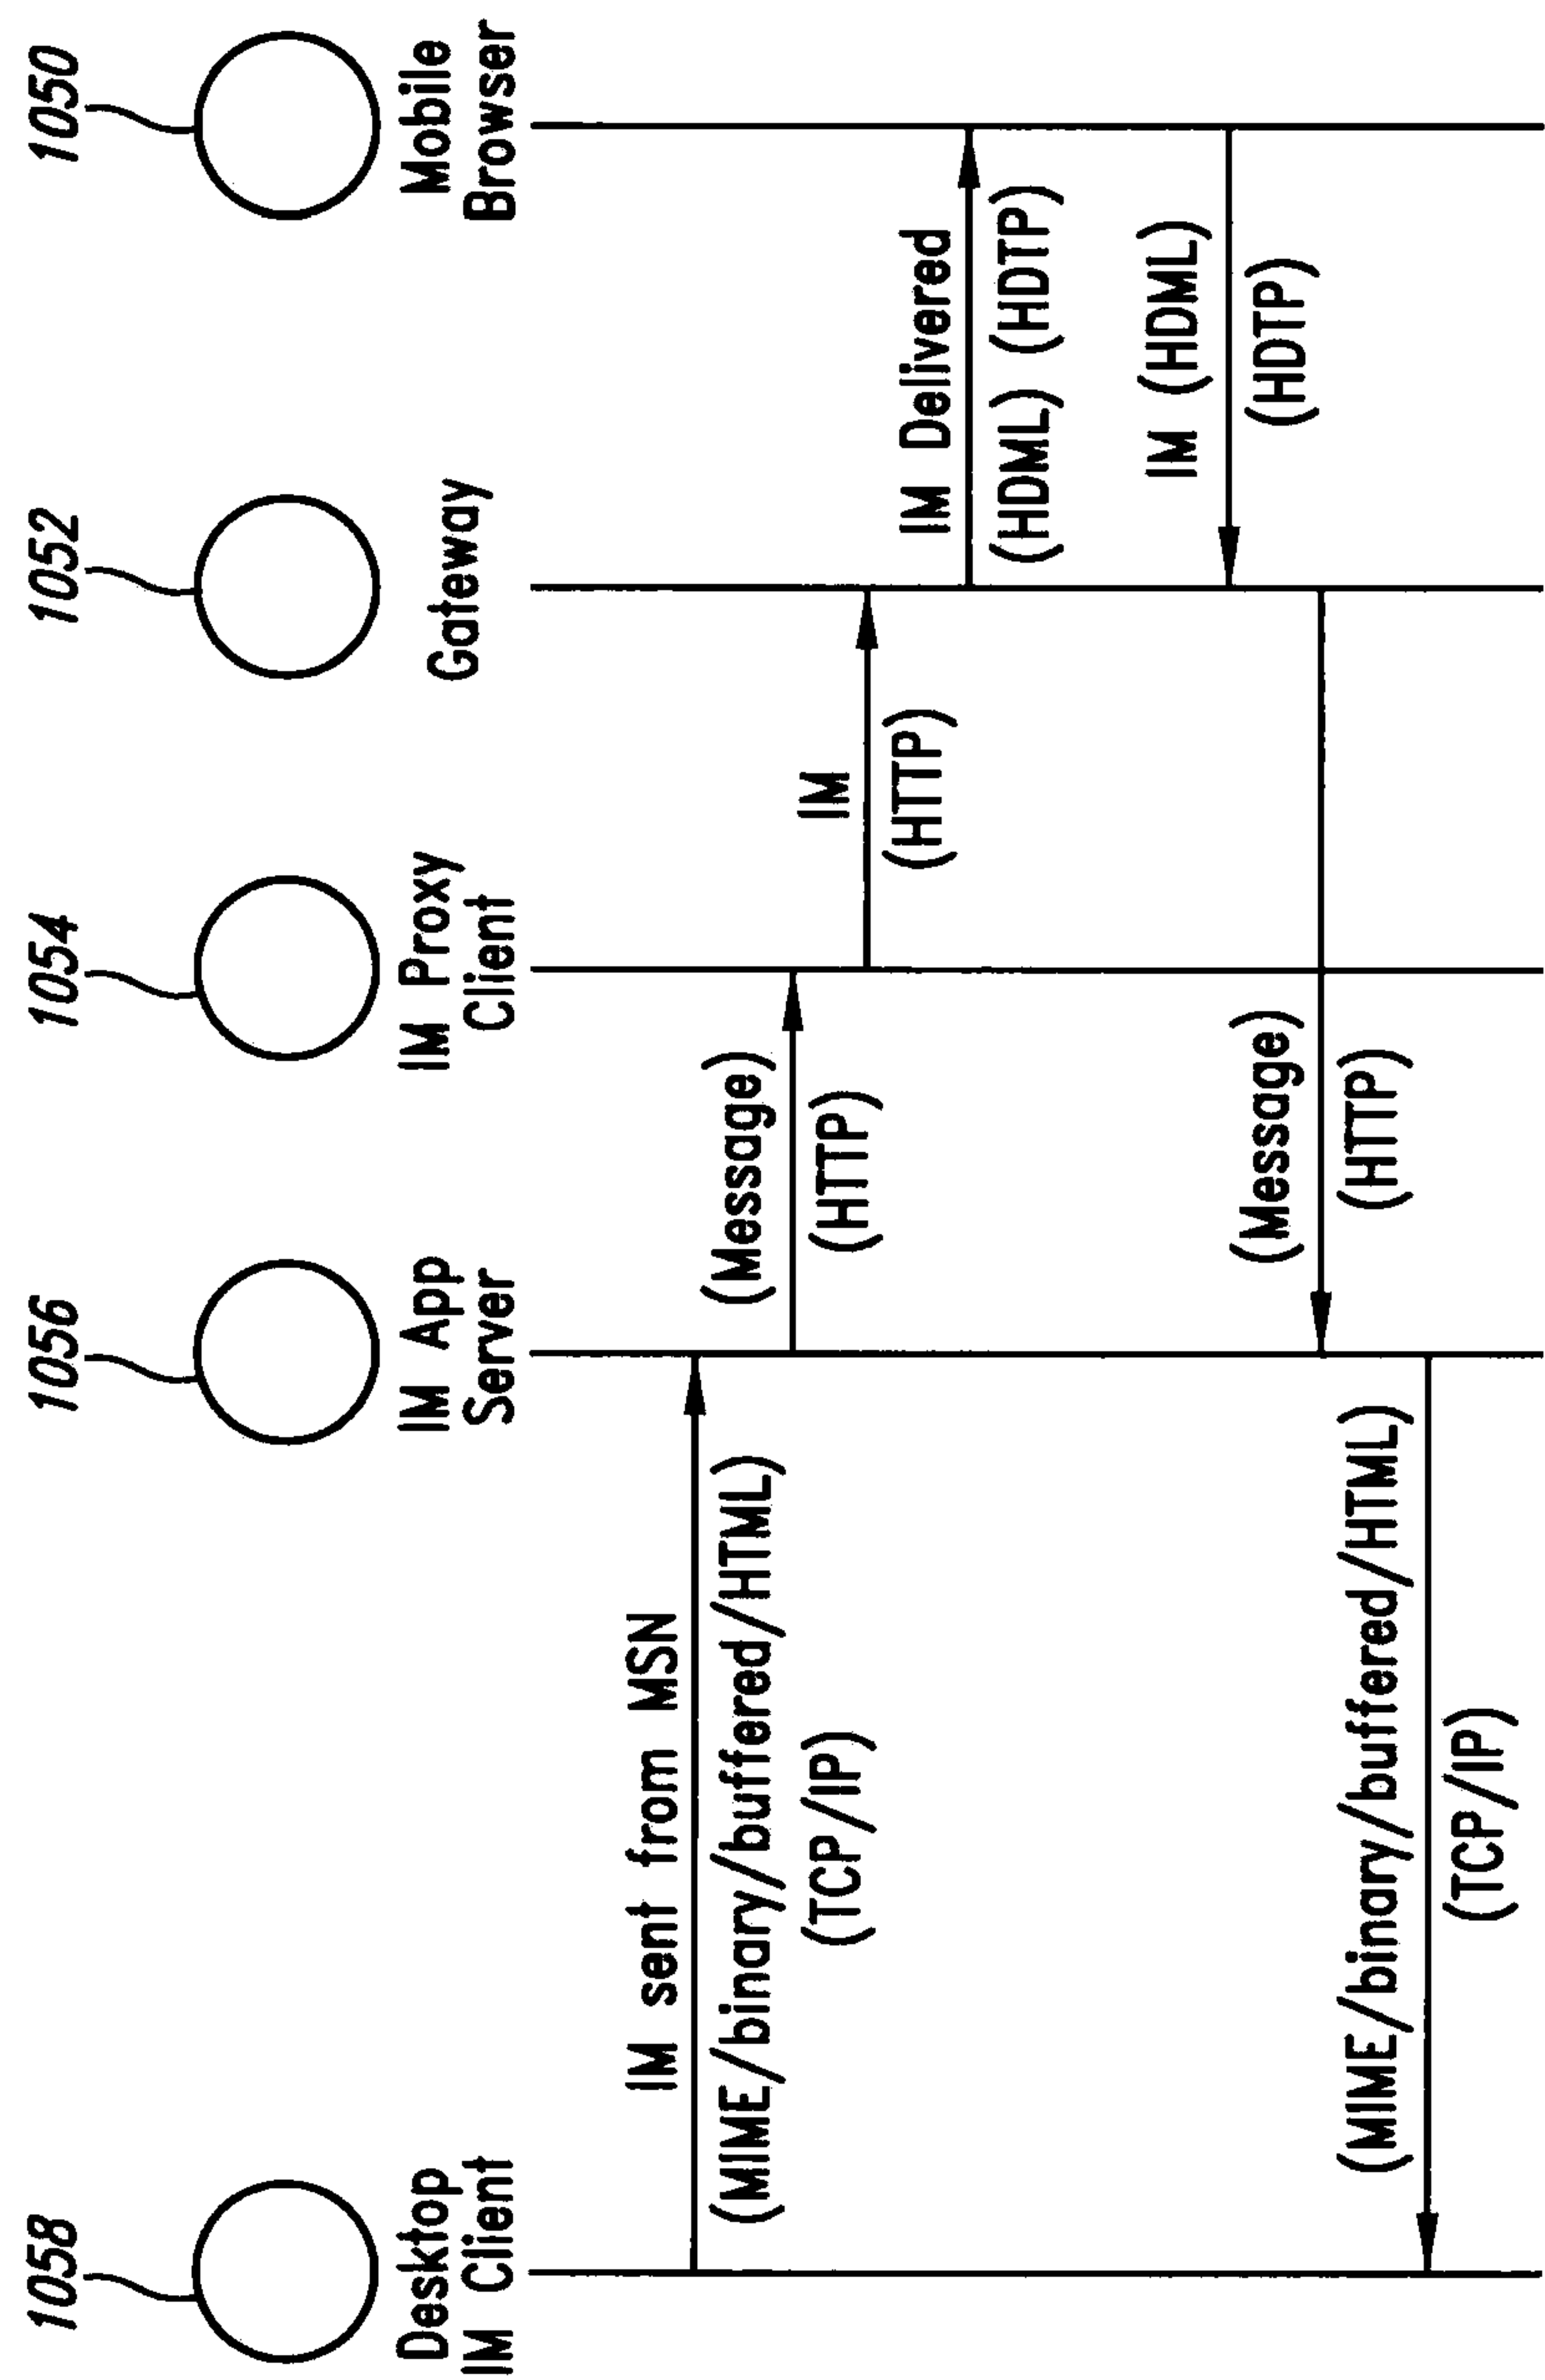 1058
1056
1054
1052
1050
Desktop
IM Client
IM App
Server
IM Proxy
Client
Gateway
Mobile
Browser
IM sent from MSN
(MIME/binary/buffered/HTML)
(TCP/IP)
(Message)
(HTTP)
IM
(HTTP)
IM Delivered
(HDML) (HDTP)
IM (HDML)
(HDTP)
(Message)
(HTTP)
(MIME/binary/buffered/HTML)
(TCP/IP)